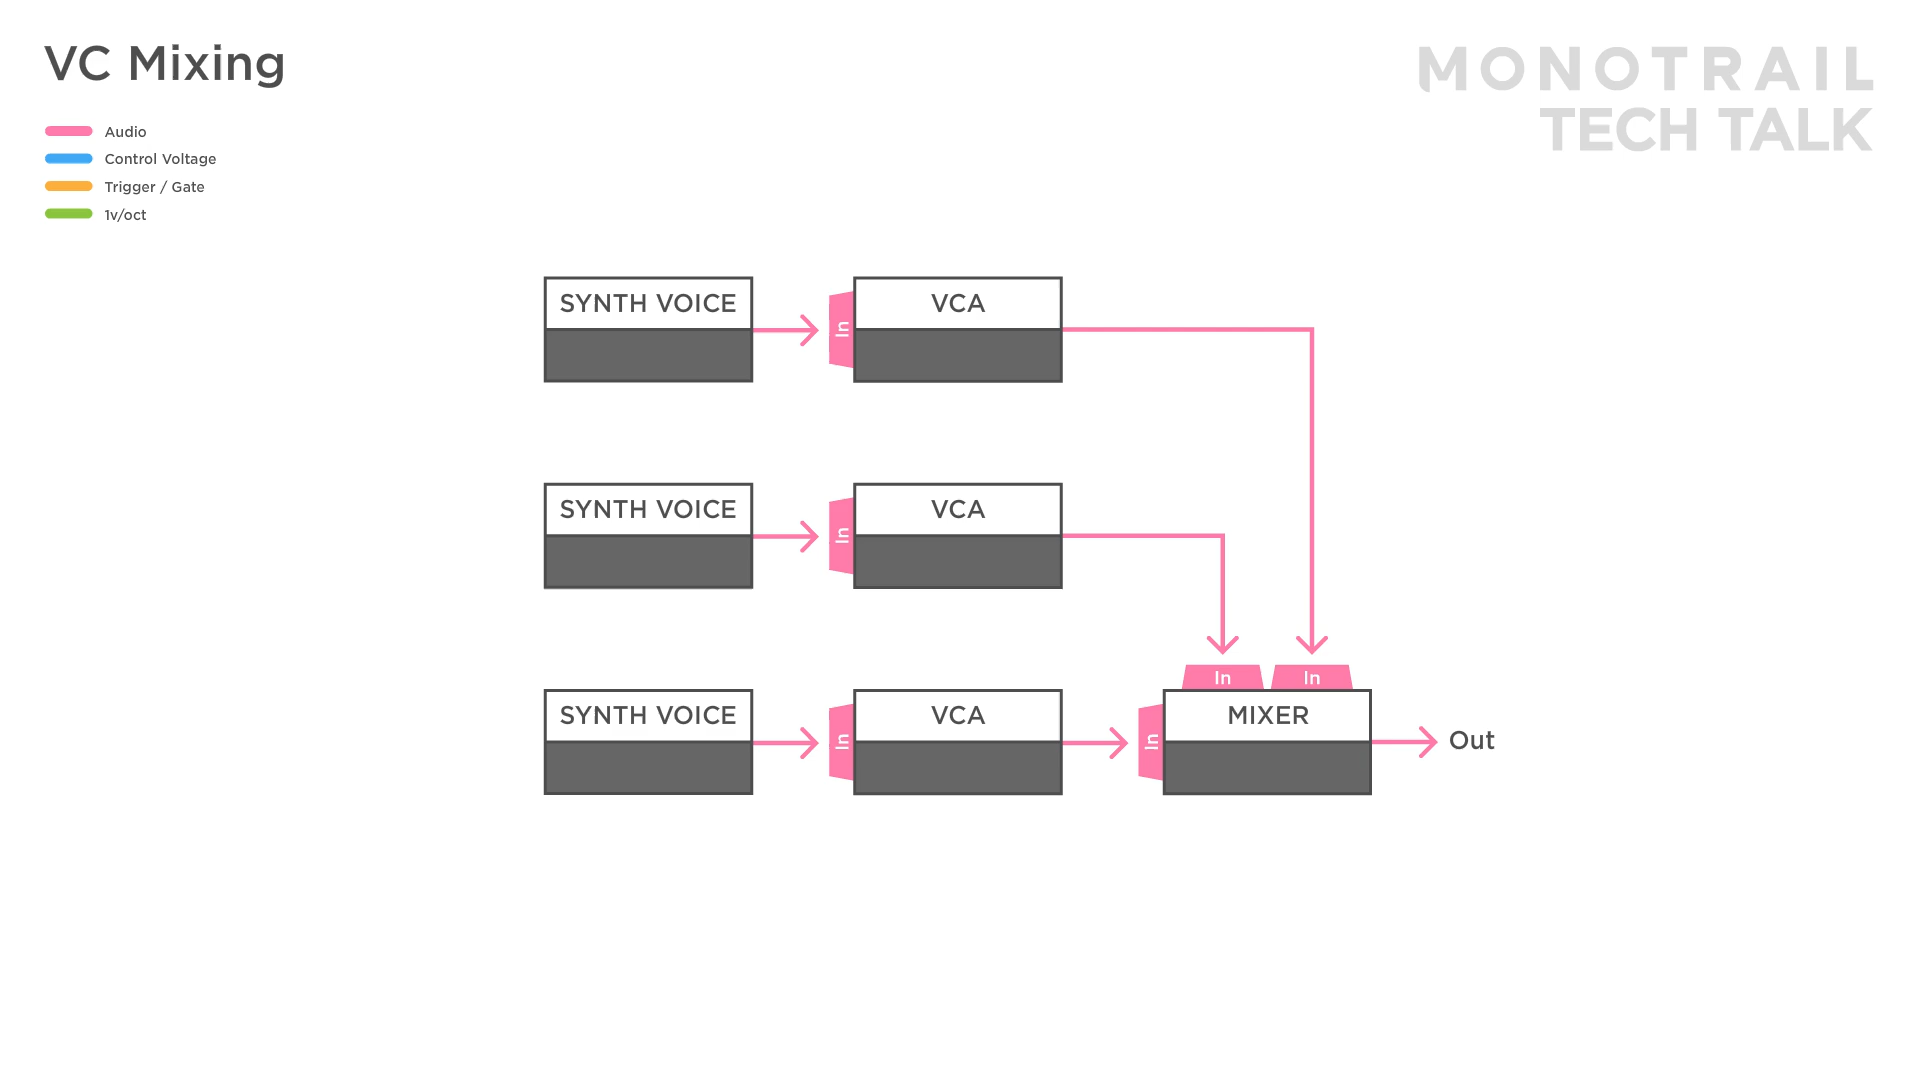 VC Mixing
MONOTRAIL
TECH TALK
Audio
Control Voltage
Trigger / Gate
1v/oct
SYNTH VOICE
In
VCA
SYNTH VOICE
In
VCA
In
In
SYNTH VOICE
In
VCA
In
MIXER
Out